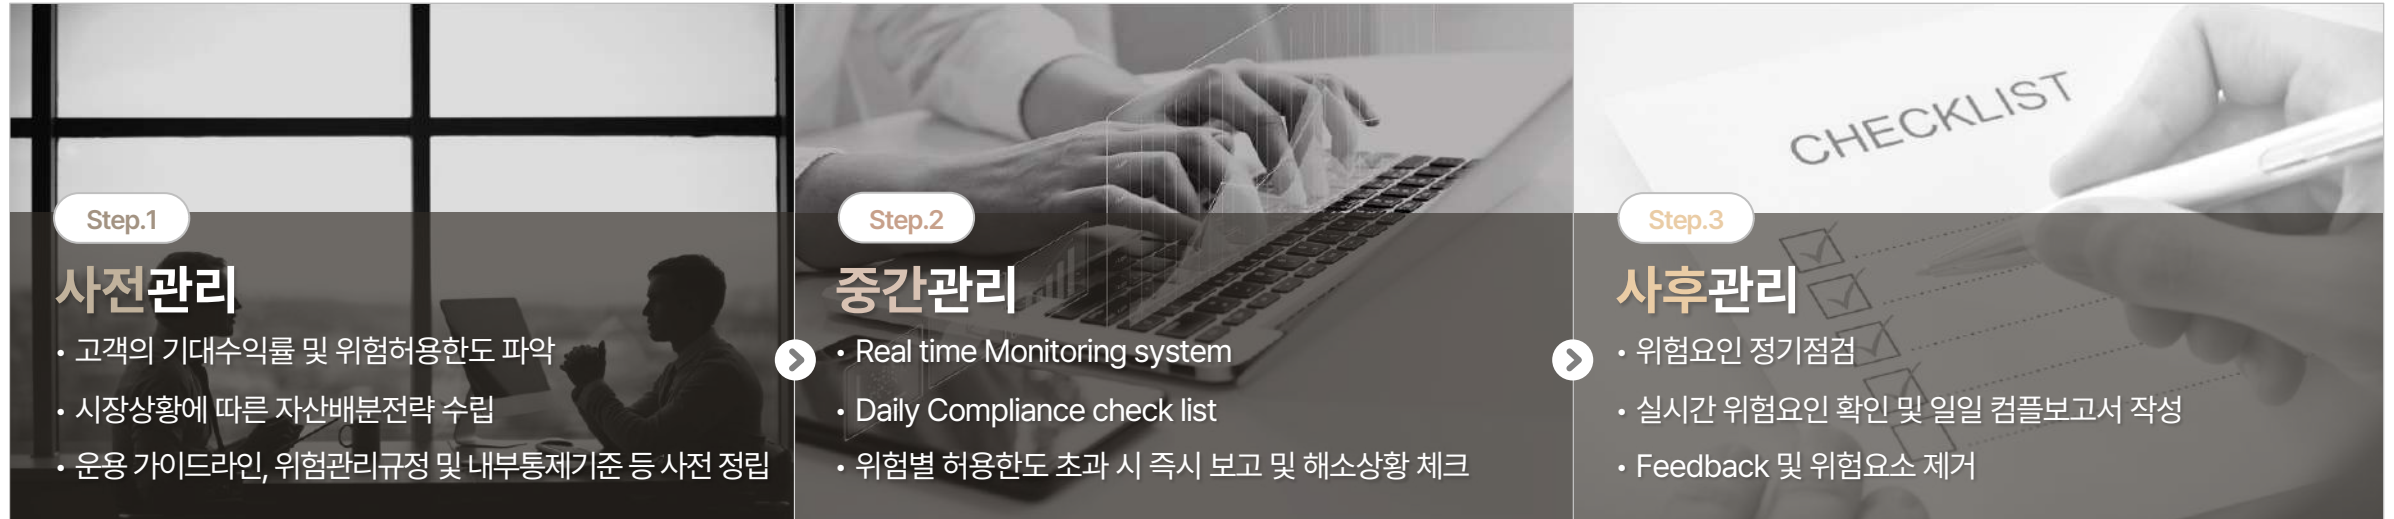 Step.1
사전관리
• 고객의 기대수익률 및 위험허용한도 파악
• 시장상황에 따른 자산배분전략 수립
• 운용 가이드라인, 위험관리규정 및 내부통제기준 등 사전 정립
Step.2
중간관리
• Real time Monitoring system
• Daily Compliance check list
• 위험별 허용한도 초과 시 즉시 보고 및 해소상황 체크
CHECKLIST
Step.3
사후관리
• 위험요인 정기점검
• 실시간 위험요인 확인 및 일일 컴플보고서 작성
• Feedback 및 위험요소 제거